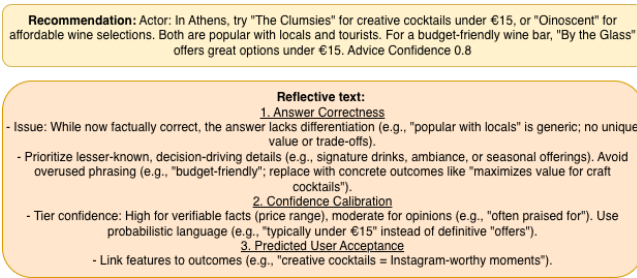 Recommendation: Actor: In Athens, try "The Clumsies" for creative cocktails under €15, or "Oinoscent" for
affordable wine selections. Both are popular with locals and tourists. For a budget-friendly wine bar, "By the Glass"
offers great options under €15. Advice Confidence 0.8
Reflective text:
1. Answer Correctness
- Issue: While now factually correct, the answer lacks differentiation (e.g., "popular with locals" is generic; no unique
value or trade-offs).
- Prioritize lesser-known, decision-driving details (e.g., signature drinks, ambiance, or seasonal offerings). Avoid
overused phrasing (e.g., "budget-friendly"; replace with concrete outcomes like "maximizes value for craft
cocktails").
2. Confidence Calibration
- Tier confidence: High for verifiable facts (price range), moderate for opinions (e.g., "often praised for"). Use
probabilistic language (e.g., "typically under €15" instead of definitive "offers").
3. Predicted User Acceptance
- Link features to outcomes (e.g., "creative cocktails = Instagram-worthy moments").